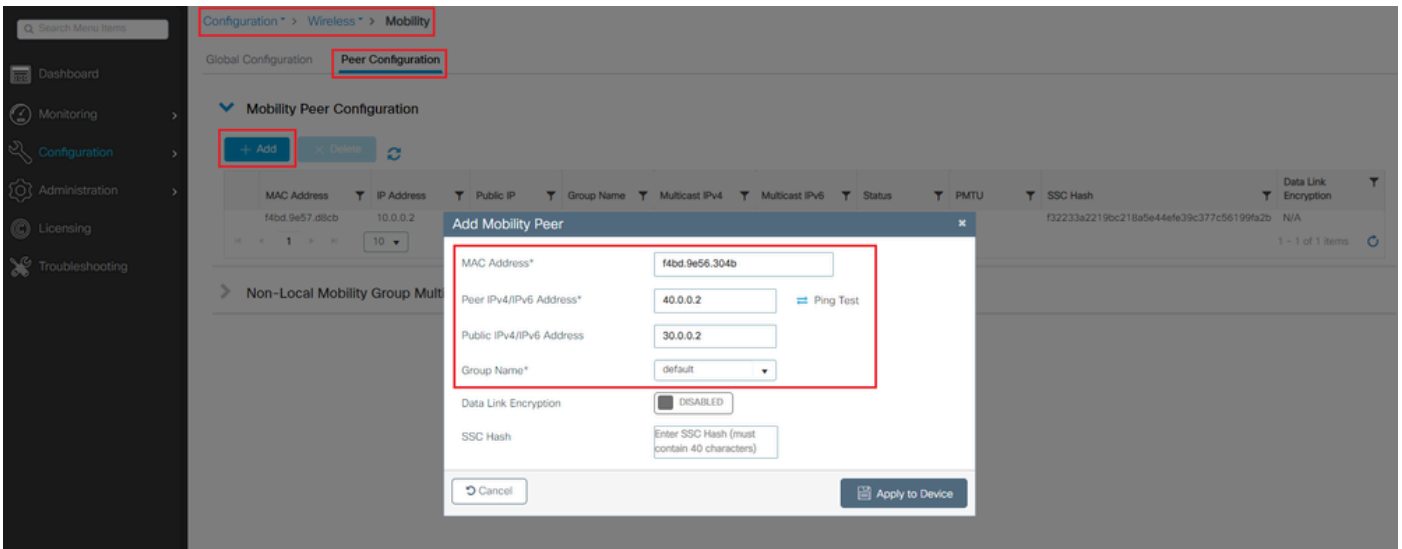 Search Menu Items
Dashboard
Monitoring
Configuration
Administration
Licensing
Troubleshooting
Configuration > Wireless > Mobility
Global Configuration Peer Configuration
Mobility Peer Configuration
+ Add × Delete
MAC Address IP Address Public IP Group Name Multicast IPv4 Multicast IPv6 Status PMTU SSC Hash Data Link Encryption
f4bd.9e57.d8cb 10.0.0.2 f32233a2219bc218a5e44efe39c377c56199fa2b N/A
1 10 1 - 1 of 1 items
Non-Local Mobility Group Multi
Add Mobility Peer ×
MAC Address* f4bd.9e56.304b
Peer IPv4/IPv6 Address* 40.0.0.2 Ping Test
Public IPv4/IPv6 Address 30.0.0.2
Group Name* default
Data Link Encryption DISABLED
SSC Hash Enter SSC Hash (must
contain 40 characters)
Cancel Apply to Device